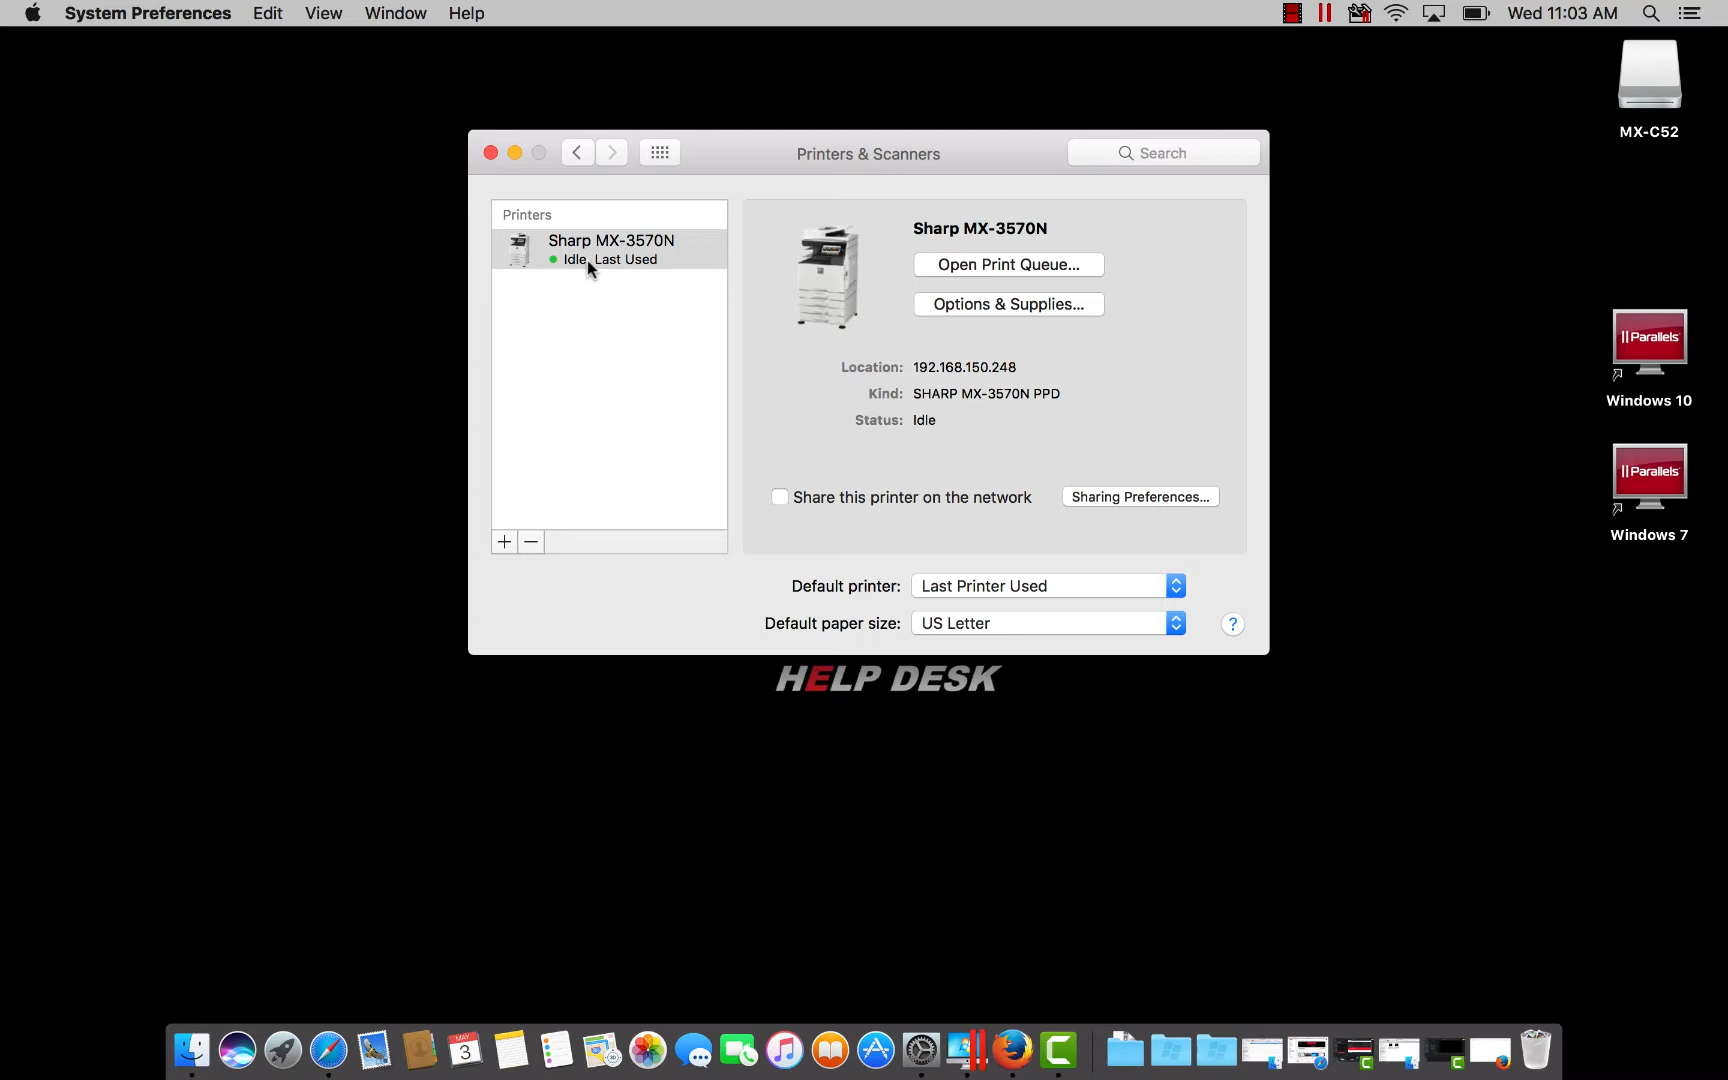 System Preferences Edit View Window Help
Wed 11:03 AM
MX-C52
Printers & Scanners
Search
Printers
Sharp MX-3570N
Idle, Last Used
Sharp MX-3570N
Open Print Queue...
Options & Supplies...
Location: 192.168.150.248
Kind: SHARP MX-3570N PPD
Status: Idle
Share this printer on the network
Sharing Preferences...
Default printer: Last Printer Used
Default paper size: US Letter
?
HELP DESK
Parallels
Windows 10
Parallels
Windows 7
MAY
3